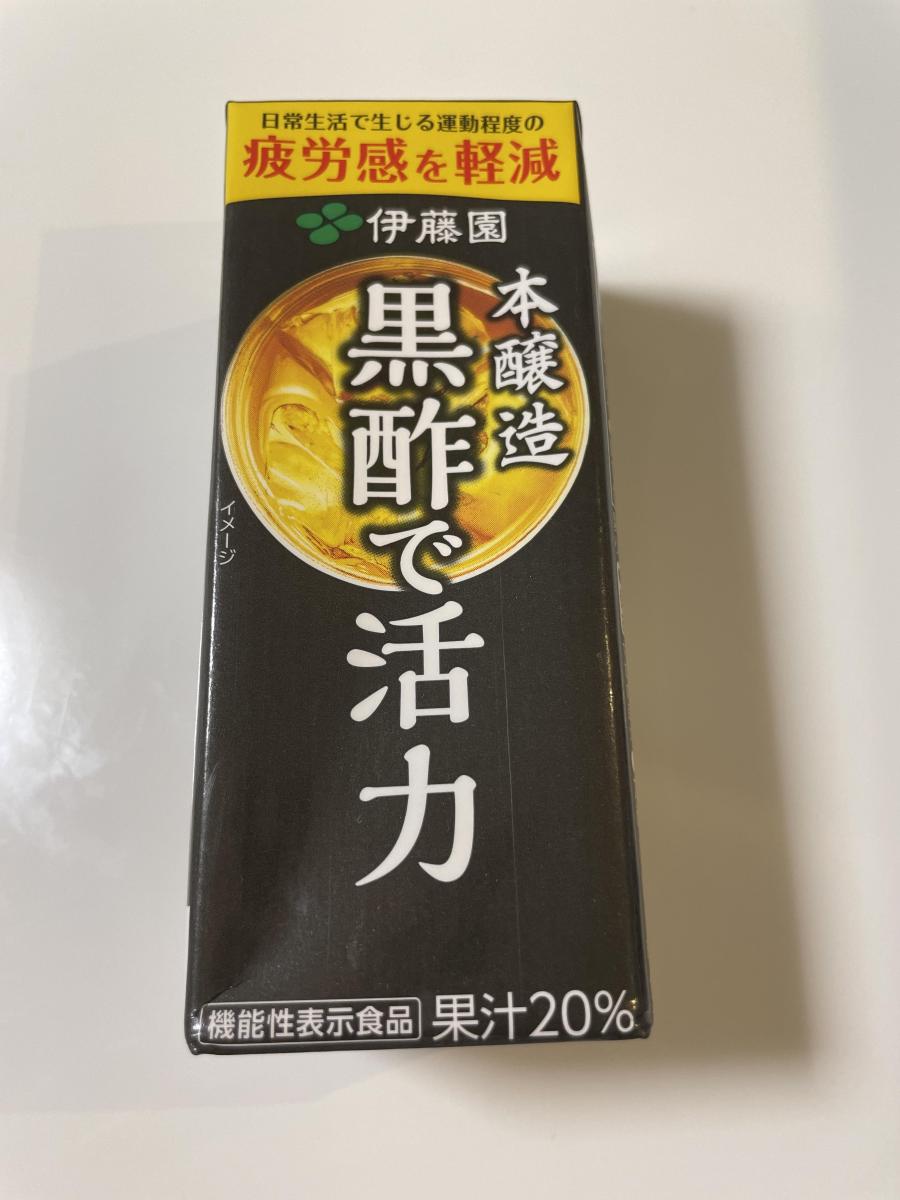 日常生活で生じる運動程度の
疲労感を軽減
伊藤園
本醸造
黒酢で活力
イメージ
機能性表示食品
果汁20%